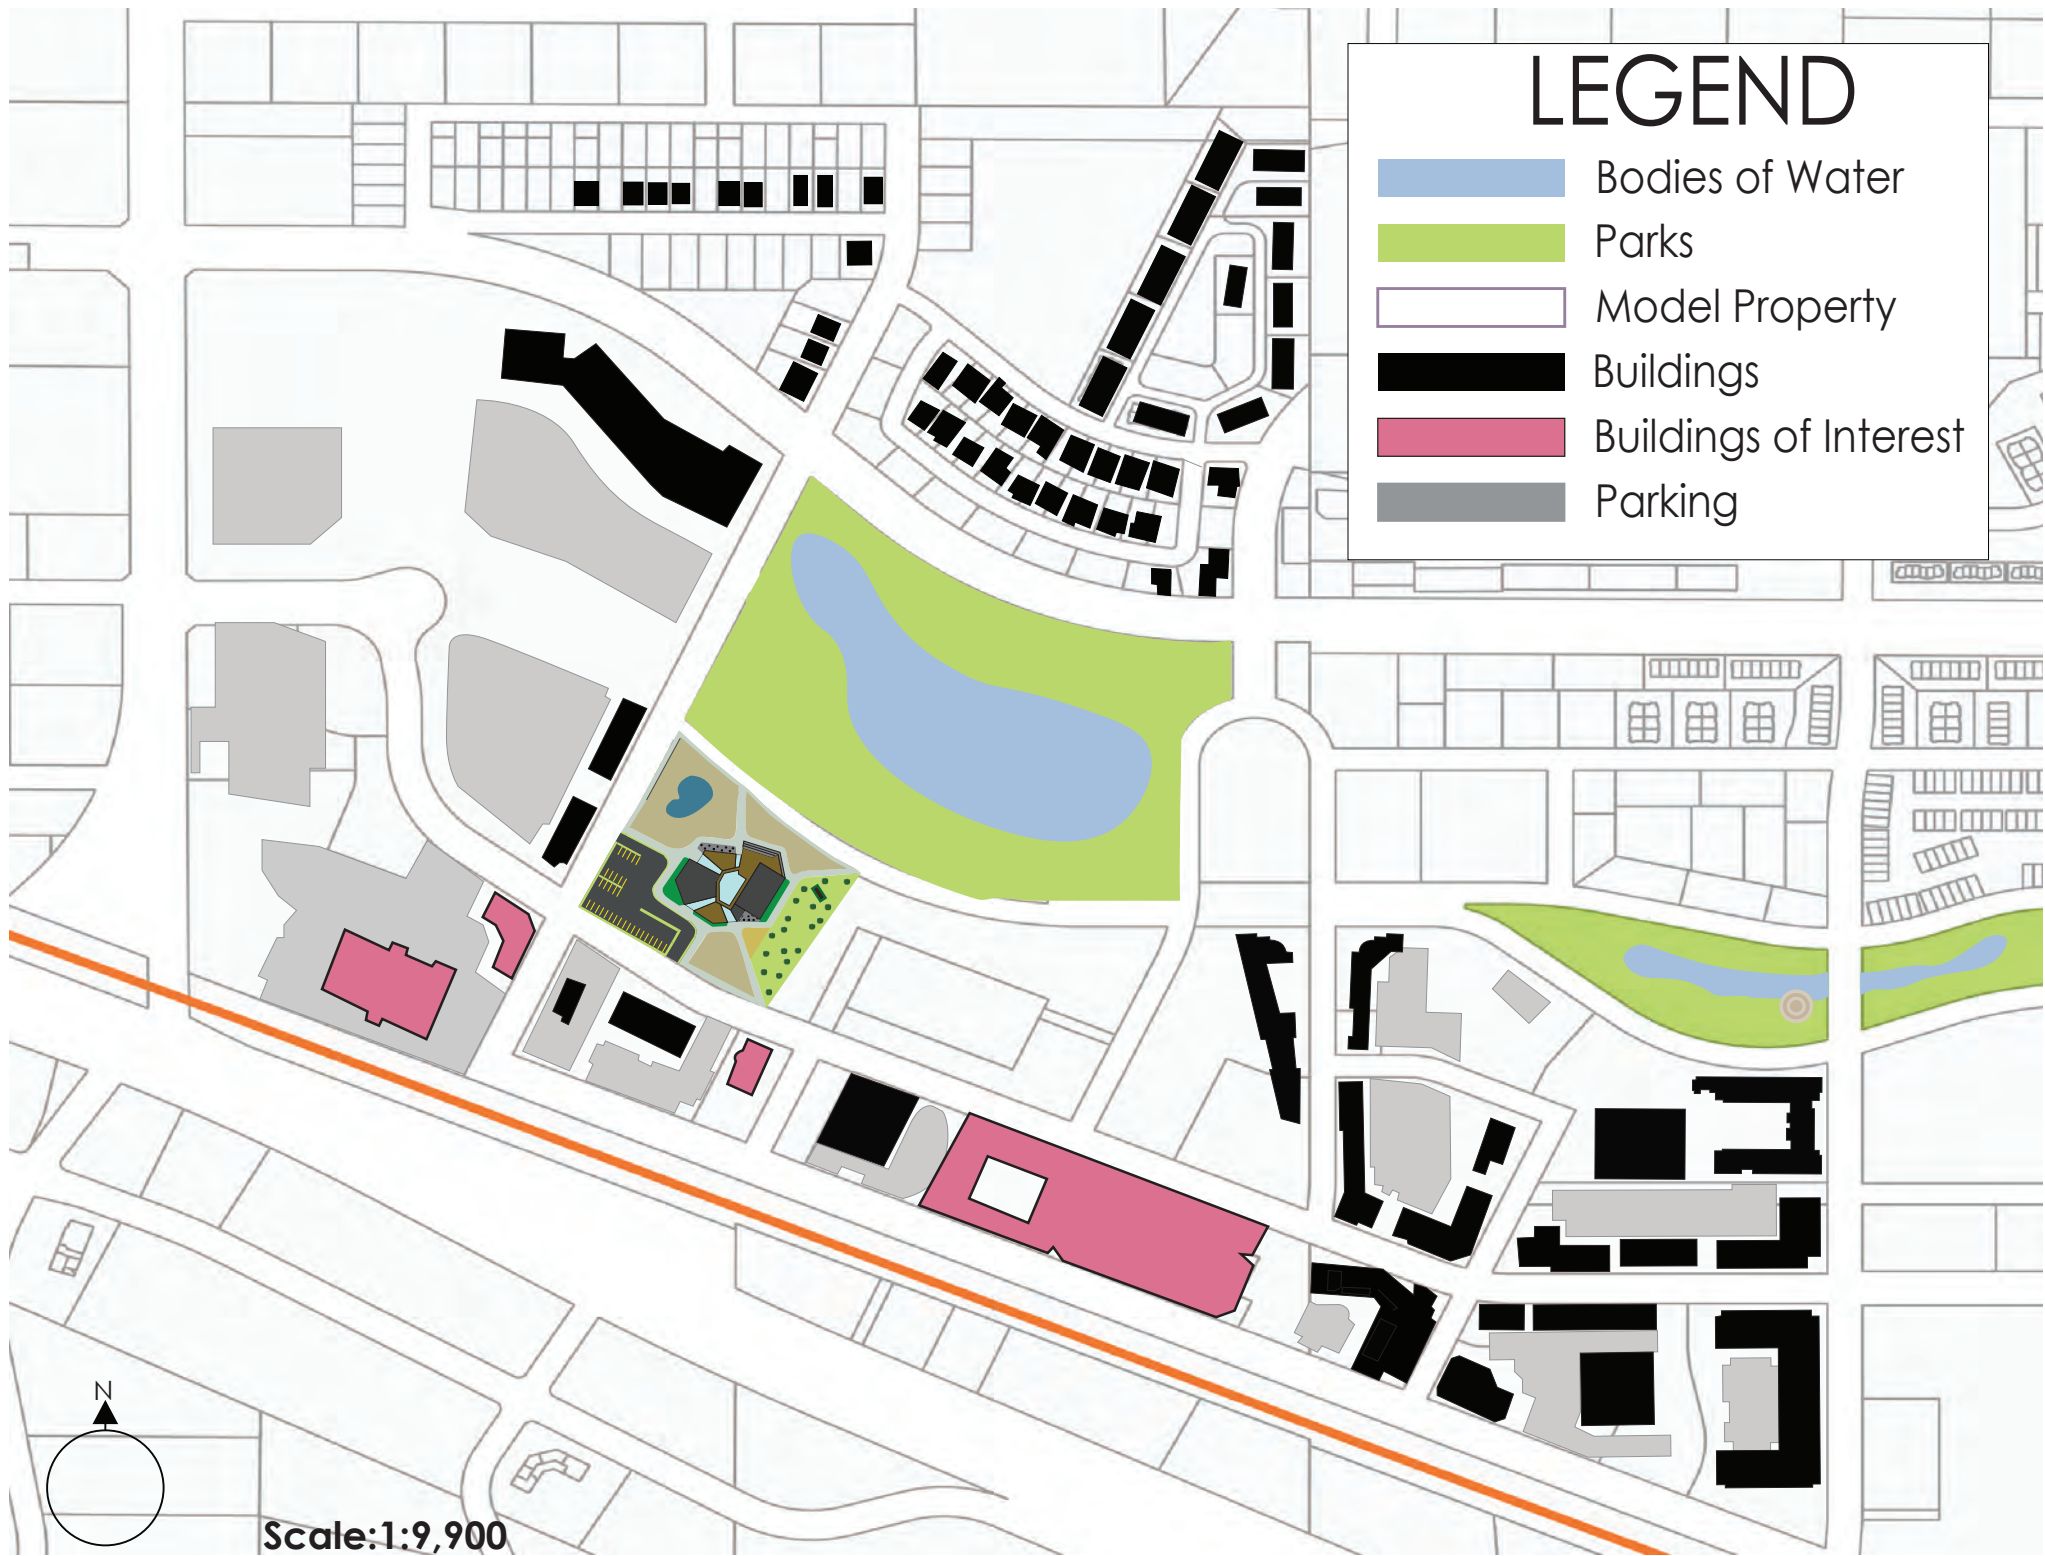 LEGEND
Bodies of Water
Parks
Model Property
Buildings
Buildings of Interest
Parking
N
Scale:1:9,900